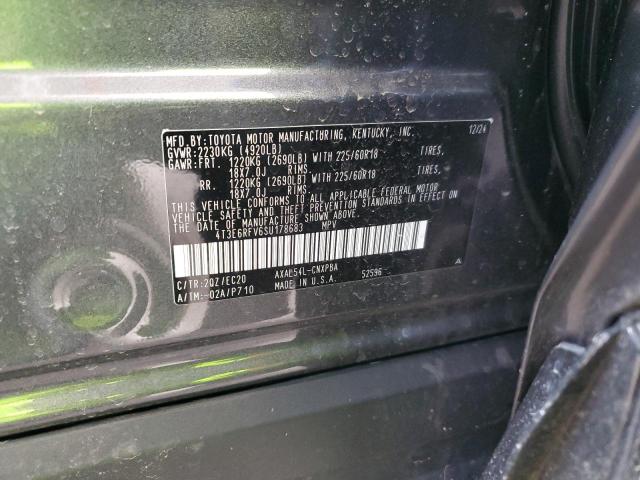 MFD.BY:TOYOTA MOTOR MANUFACTURING, KENTUCKY, INC. 12/24
GVWR:2230KG (4920LB)
GAWR:FRT. 1220KG (2690LB) WITH 225/60R18 TIRES,
18X7.0J RIMS
RR. 1220KG (2690LB) WITH 225/60R18 TIRES,
18X7.0J RIMS
THIS VEHICLE CONFORMS TO ALL APPLICABLE FEDERAL MOTOR
VEHICLE SAFETY AND BUMPER STANDARDS IN EFFECT ON
THE DATE OF MANUFACTURE SHOWN ABOVE.
4T3E6RFV6SU178683 MPV
C/TR:2QZ/EC20 AXAL54L-CNXPBA 52596
A/TM:-02A/P710 MADE IN U.S.A.